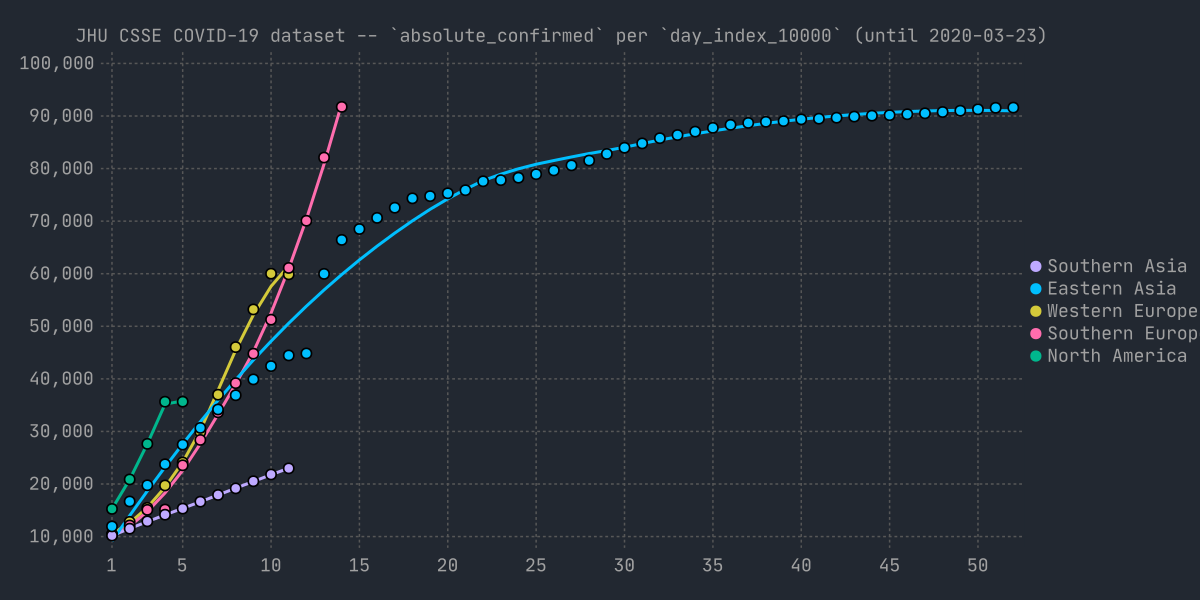 JHU CSSE COVID-19 dataset -- `absolute_confirmed` per `day_index_10000` (until 2020-03-23)
100,000
90,000
80,000
70,000
60,000
50,000
40,000
30,000
20,000
10,000
1 5 10 15 20 25 30 35 40 45 50
Southern Asia
Eastern Asia
Western Europe
Southern Europ
North America